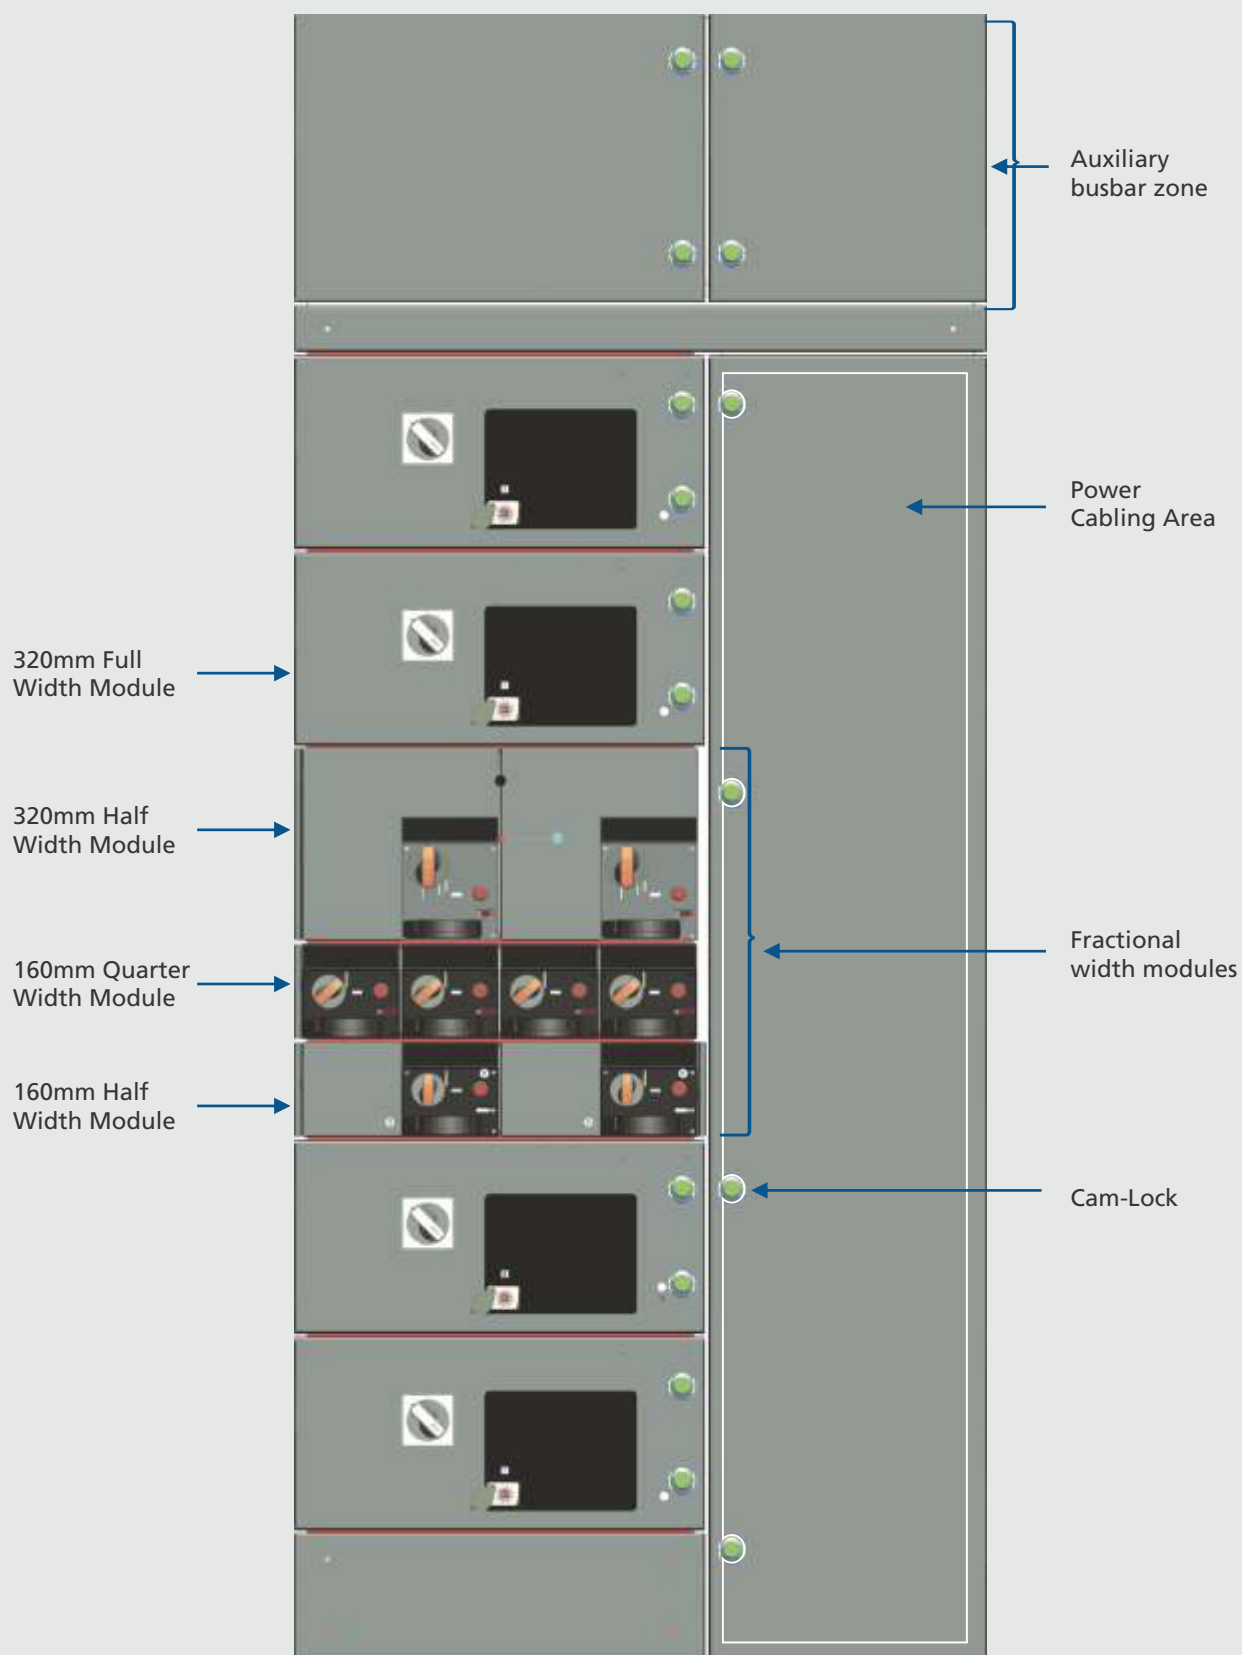 Auxiliary
busbar zone
Power
Cabling Area
320mm Full
Width Module
320mm Half
Width Module
Fractional
width modules
160mm Quarter
Width Module
160mm Half
Width Module
Cam-Lock